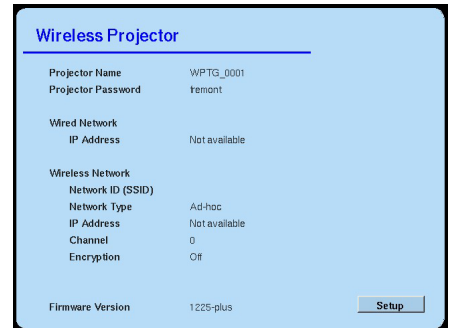 Wireless Projector
Projector Name WPTG_0001
Projector Password tremont
Wired Network
IP Address Not available
Wireless Network
Network ID (SSID)
Network Type Ad-hoc
IP Address Not available
Channel 0
Encryption Off
Firmware Version 1225-plus Setup